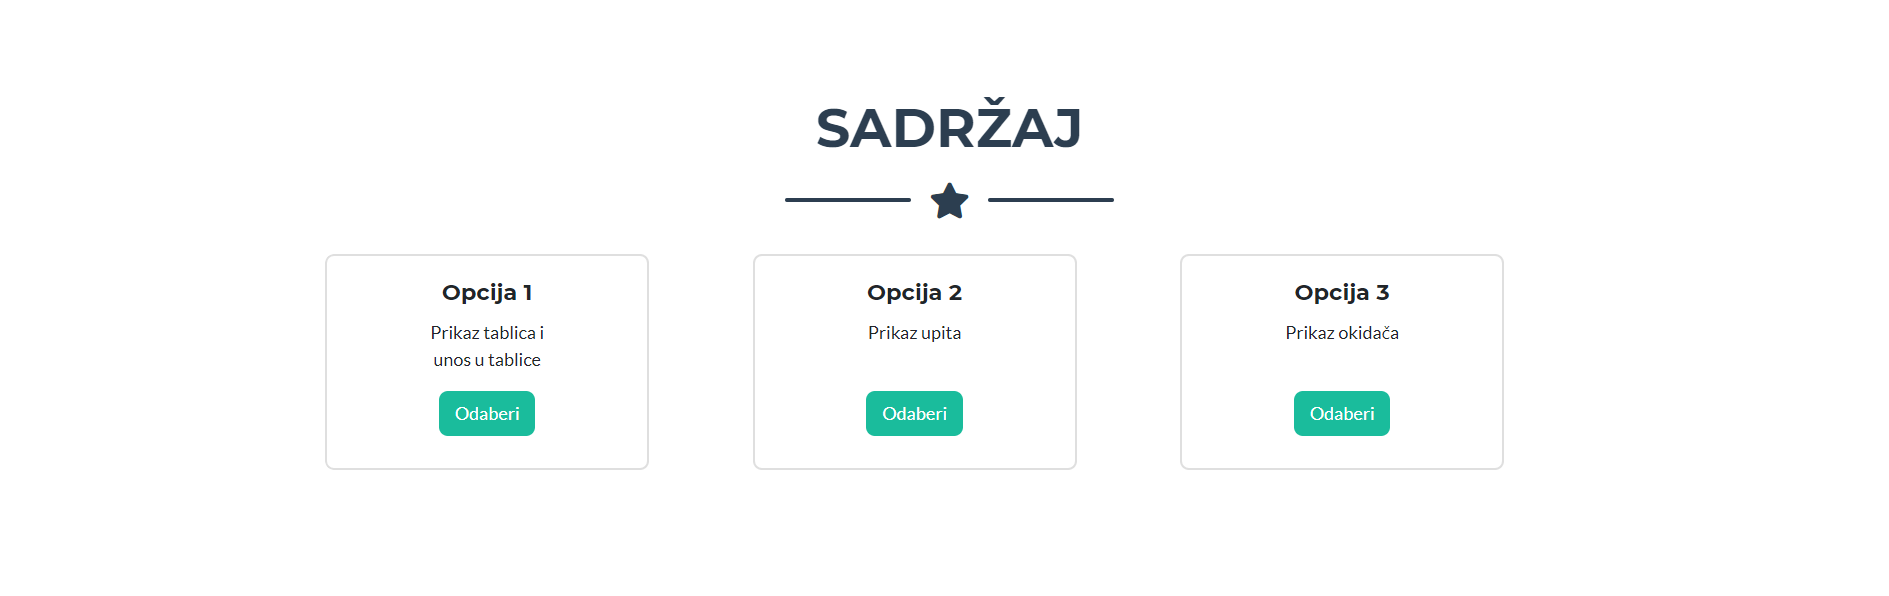 SADRŽAJ
Opcija 1
Prikaz tablica i
unos u tablice
Odaberi
Opcija 2
Prikaz upita
Odaberi
Opcija 3
Prikaz okidača
Odaberi